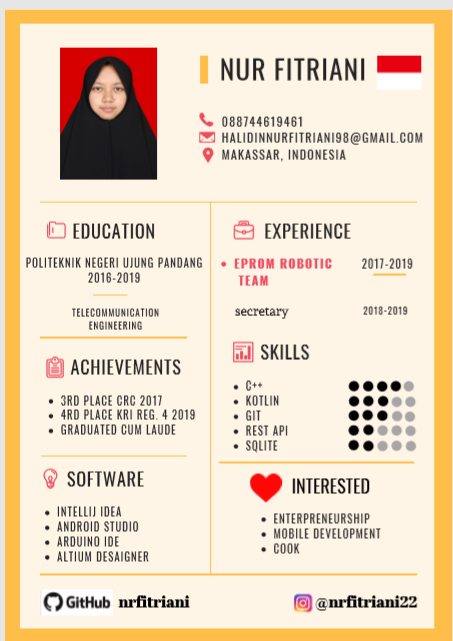 NUR FITRIANI
088744619461
HALIDINNURFITRIANI98@GMAIL.COM
MAKASSAR, INDONESIA
EDUCATION
POLITEKNIK NEGERI UJUNG PANDANG
2016-2019
TELECOMMUNICATION
ENGINEERING
ACHIEVEMENTS
3RD PLACE CRC 2017
4RD PLACE KRI REG. 4 2019
GRADUATED CUM LAUDE
SOFTWARE
INTELLIJ IDEA
ANDROID STUDIO
ARDUINO IDE
ALTIUM DESAIGNER
EXPERIENCE
EPROM ROBOTIC 2017-2019
TEAM
secretary 2018-2019
SKILLS
C++
KOTLIN
GIT
REST API
SQLITE
INTERESTED
ENTERPRENEURSHIP
MOBILE DEVELOPMENT
COOK
GitHub nrfitriani
@nrfitriani22